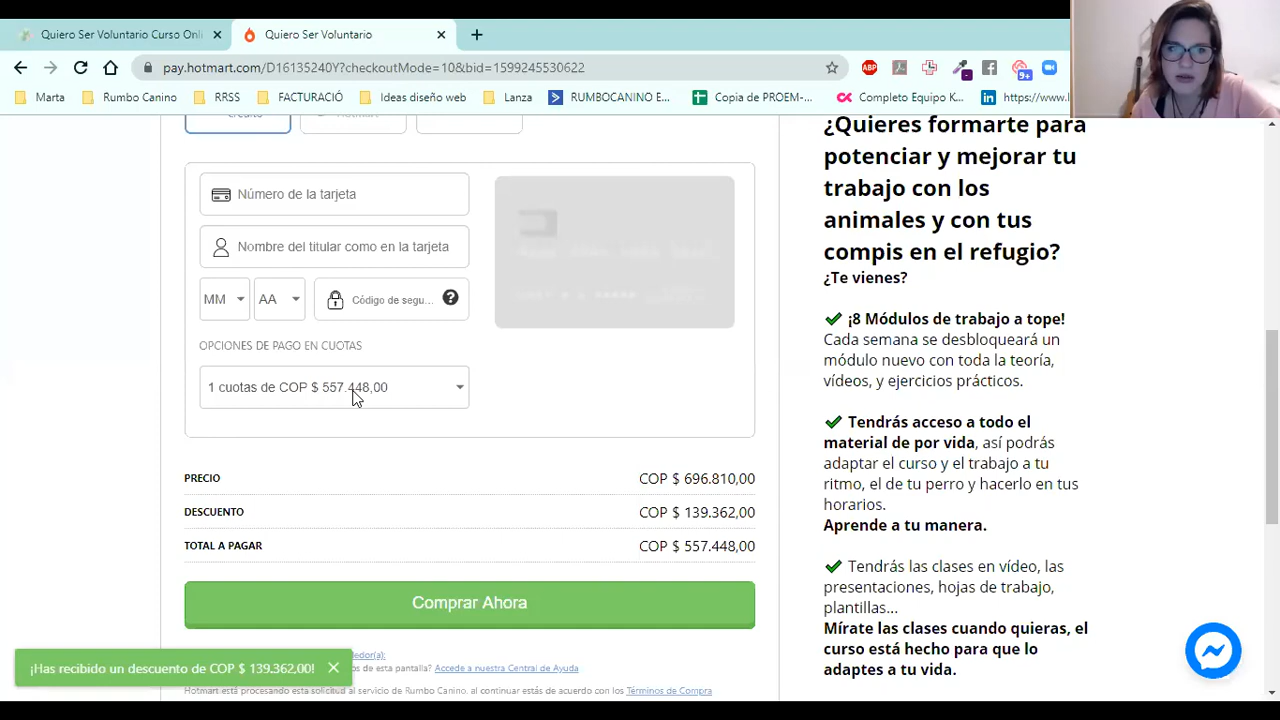 Quiero Ser Voluntario Curso Onli
Quiero Ser Voluntario
pay.hotmart.com/D16135240Y?checkoutMode=10&bid=1599245530622
ABP
9+
Marta
Rumbo Canino
RRSS
FACTURACIÓ
Ideas diseño web
Lanza
RUMBOCANINO E...
Copia de PROEM-...
Completo Equipo K...
https://www.l
Número de la tarjeta
Nombre del titular como en la tarjeta
MM
AA
Código de segu...
OPCIONES DE PAGO EN CUOTAS
1 cuotas de COP $ 557.448,00
PRECIO
COP $ 696.810,00
DESCUENTO
COP $ 139.362,00
TOTAL A PAGAR
COP $ 557.448,00
Comprar Ahora
¡Has recibido un descuento de COP $ 139.362,00!
de esta pantalla? Accede a nuestra Central de Ayuda
Hotmart está procesando esta solicitud al servicio de Rumbo Canino, al continuar estás de acuerdo con los Términos de Compra
¿Quieres formarte para
potenciar y mejorar tu
trabajo con los
animales y con tus
compis en el refugio?
¿Te vienes?
¡8 Módulos de trabajo a tope!
Cada semana se desbloqueará un
módulo nuevo con toda la teoría,
vídeos, y ejercicios prácticos.
Tendrás acceso a todo el
material de por vida, así podrás
adaptar el curso y el trabajo a tu
ritmo, el de tu perro y hacerlo en tus
horarios.
Aprende a tu manera.
Tendrás las clases en vídeo, las
presentaciones, hojas de trabajo,
plantillas...
Mírate las clases cuando quieras, el
curso está hecho para que lo
adaptes a tu vida.